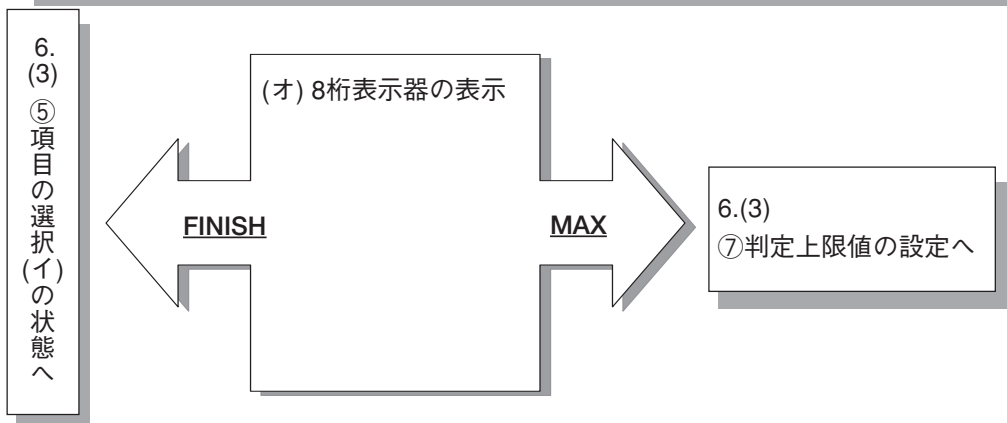 6.
(3)
⑤項目の選択(イ)の状態へ
(オ) 8桁表示器の表示
FINISH
MAX
6.(3)
⑦判定上限値の設定へ